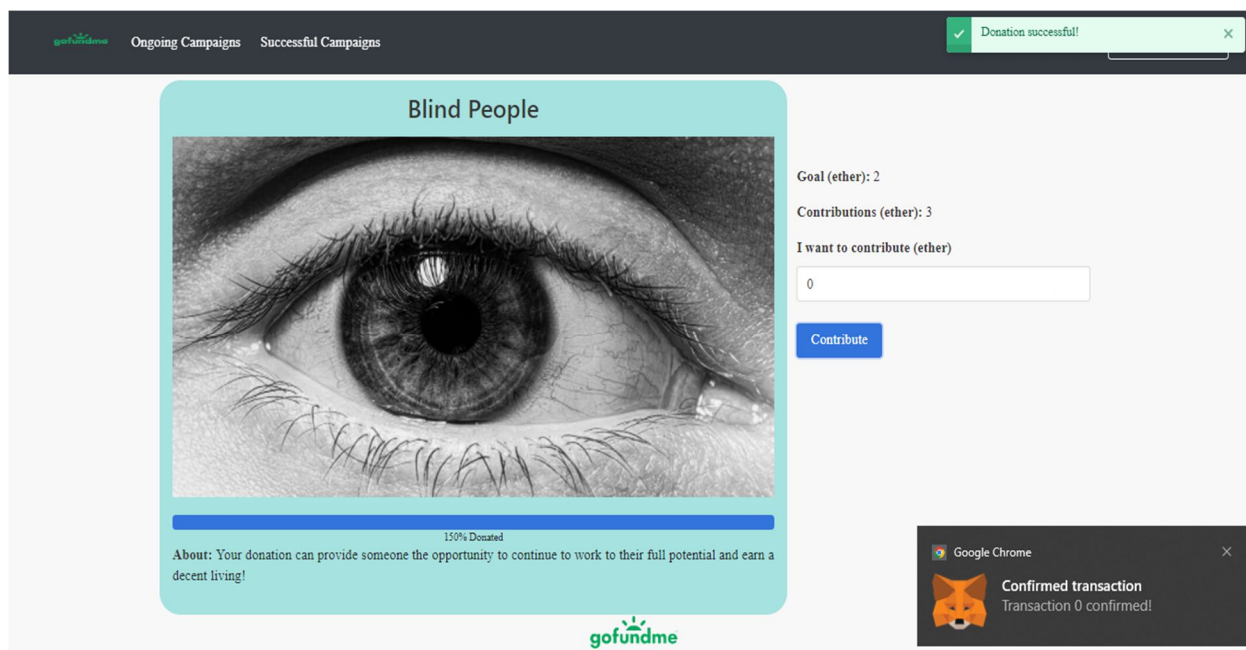 gofundme Ongoing Campaigns Successful Campaigns
Donation successful!
Blind People
Goal (ether): 2
Contributions (ether): 3
I want to contribute (ether)
0
Contribute
150% Donated
About: Your donation can provide someone the opportunity to continue to work to their full potential and earn a
decent living!
Google Chrome
Confirmed transaction
Transaction 0 confirmed!
gofundme